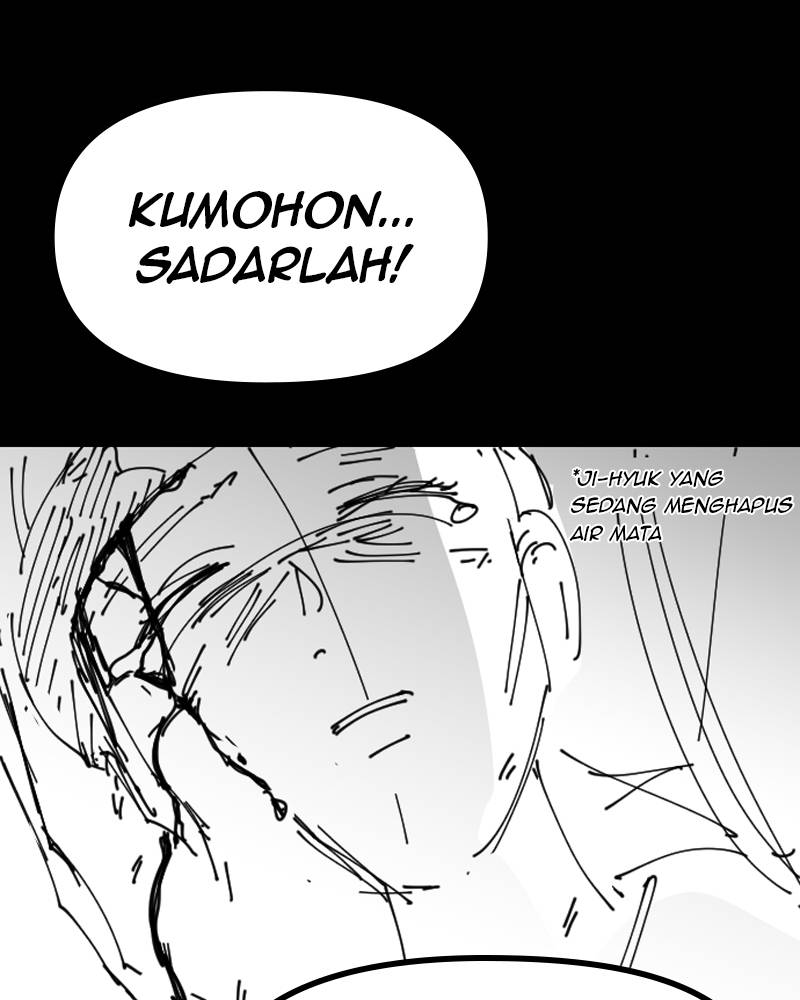 KUMOHON...
SADARLAH!
*JI-HYUK YANG
SEDANG MENGHAPUS
AIR MATA